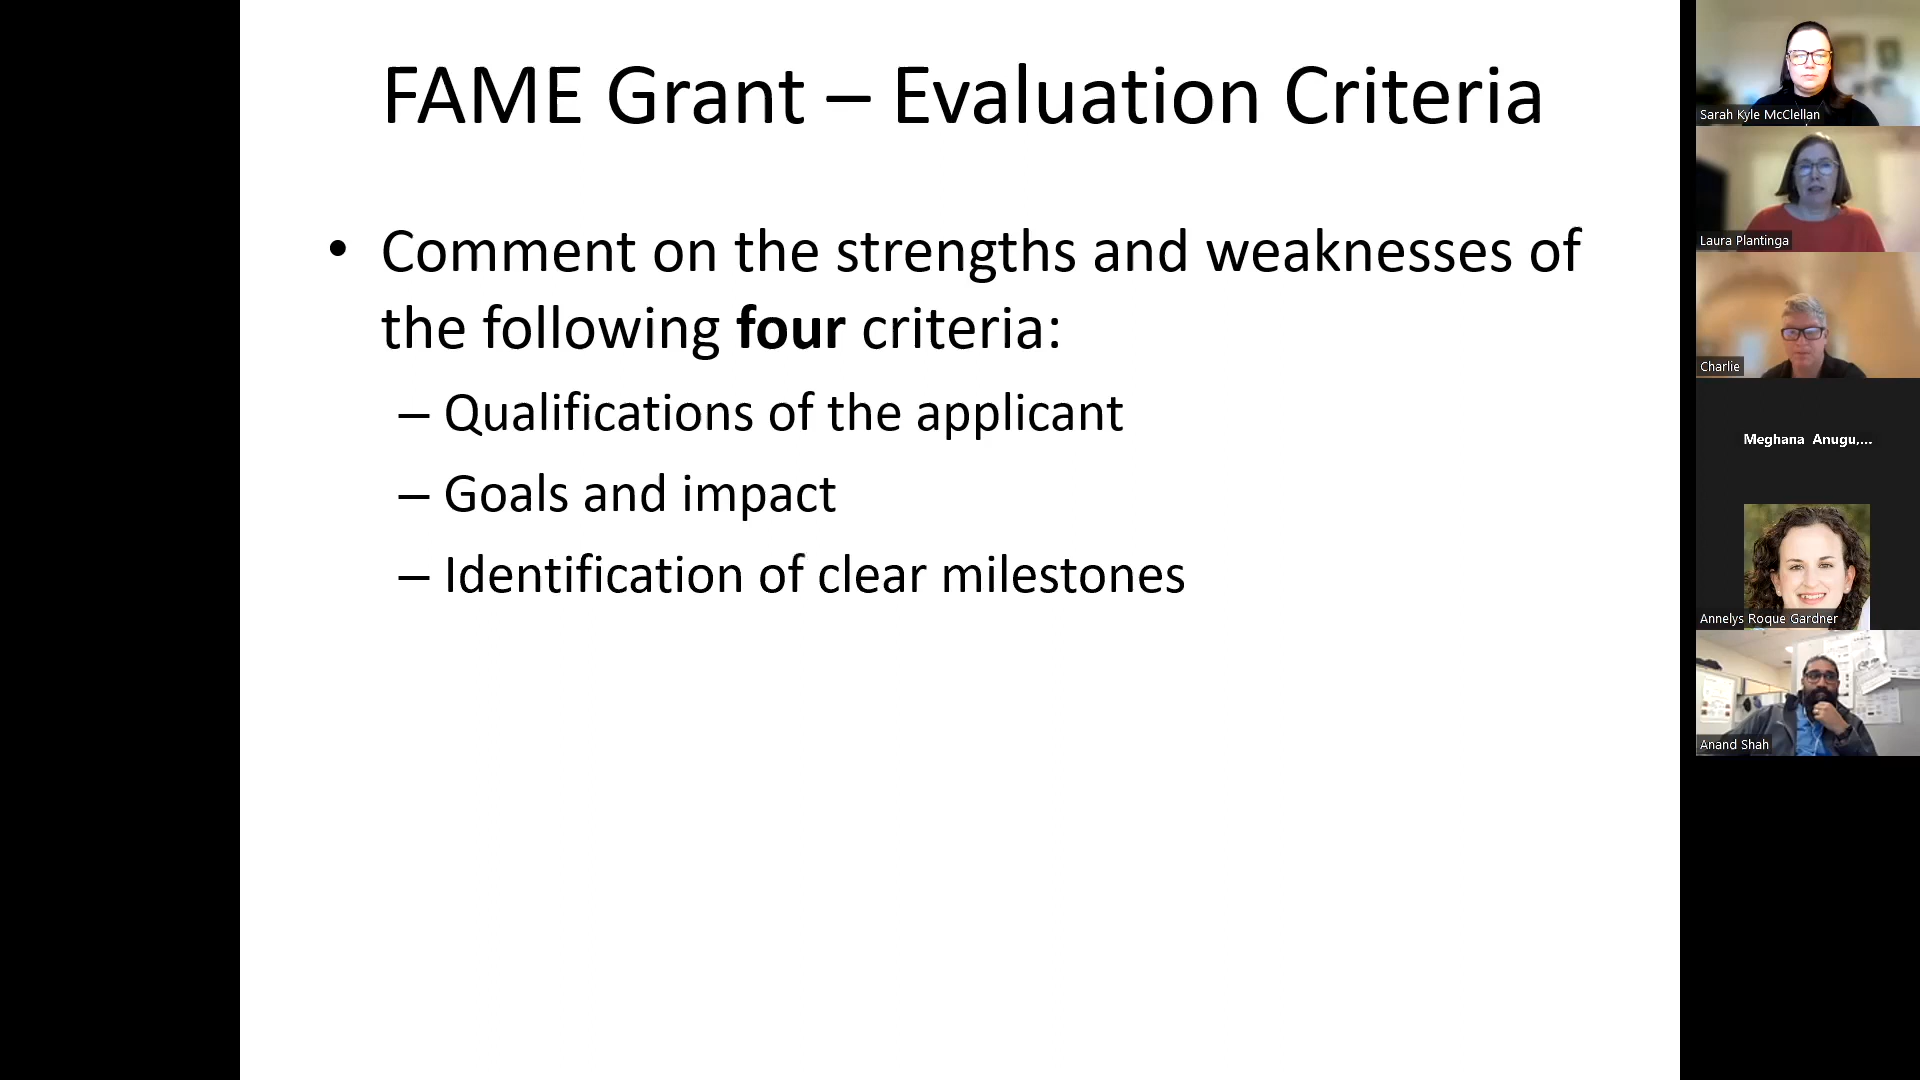 FAME Grant – Evaluation Criteria
• Comment on the strengths and weaknesses of
the following four criteria:
– Qualifications of the applicant
– Goals and impact
– Identification of clear milestones
Sarah Kyle McClellan
Laura Plantinga
Charlie
Meghana Anugu,...
Annelys Roque Gardner
Anand Shah